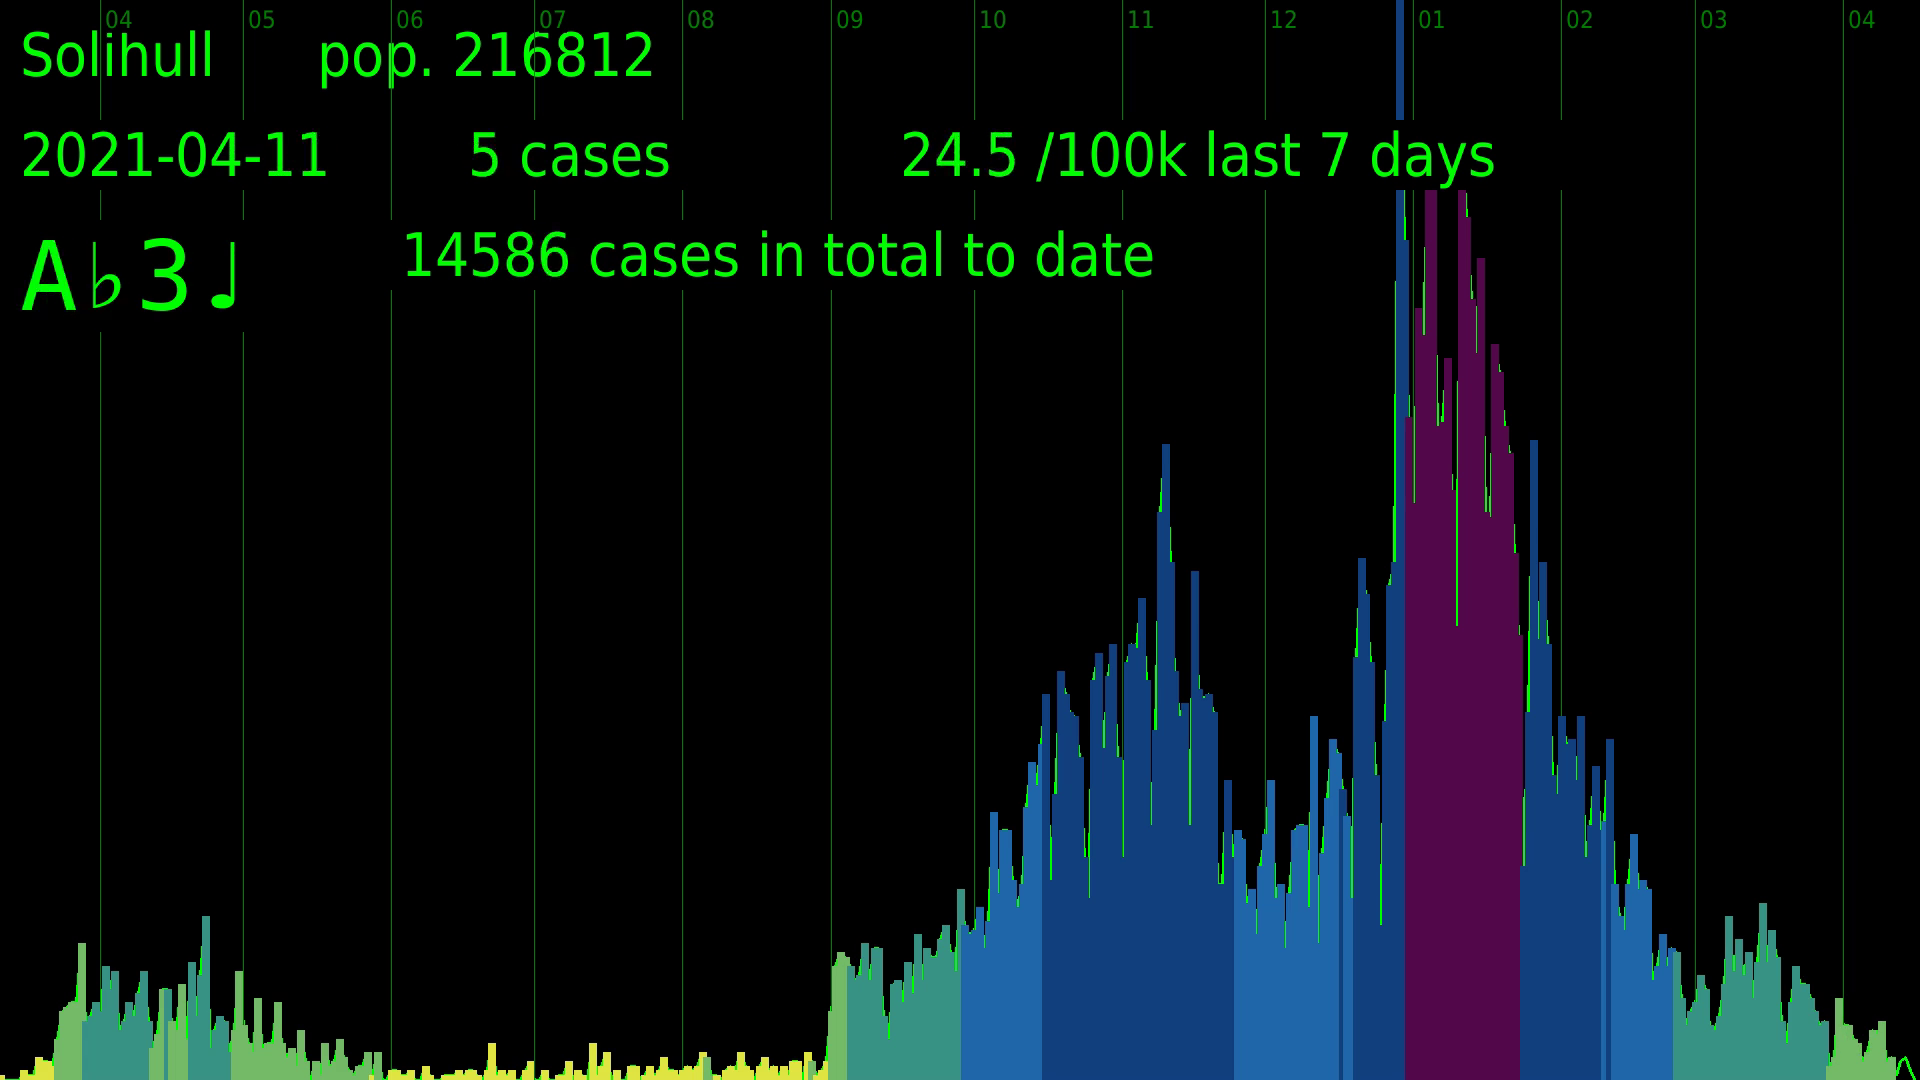 04 05 06 07 08 09 10 11 12 01 02 03 04
Solihull pop. 216812
2021-04-11 5 cases 24.5 /100k last 7 days
A♭3♩ 14586 cases in total to date